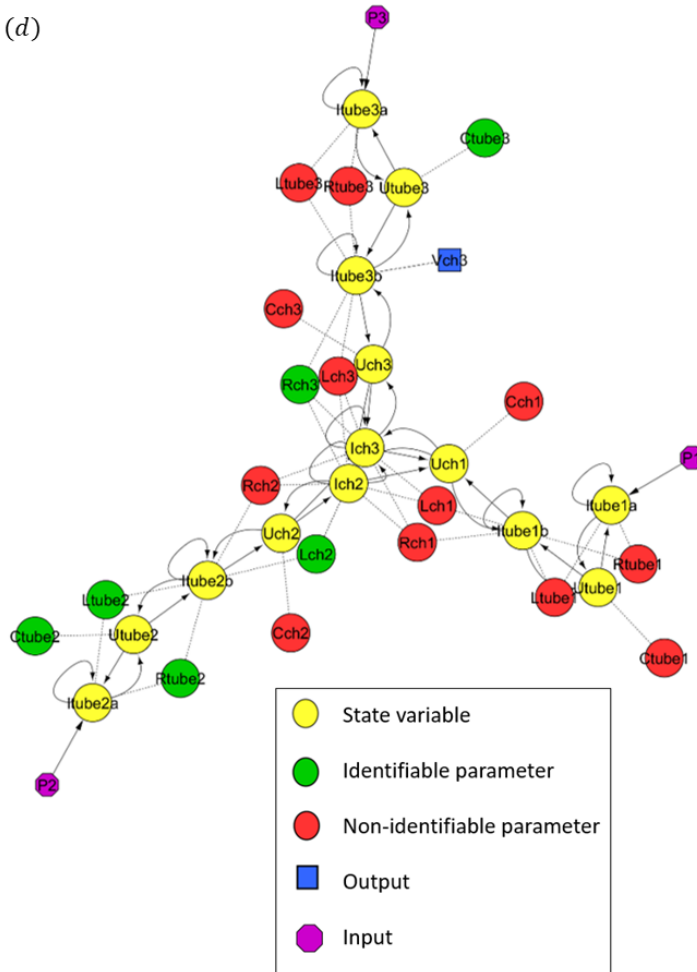 (d)
P3
Itube3a
Ctube3
Ltube3
Rtube3
Utube3
Itube3b
Vch3
Cch3
Uch3
Lch3
Rch3
Cch1
Ich3
Uch1
P1
Rch2
Ich2
Lch1
Itube1a
Uch2
Itube1b
Rch1
Lch2
Rtube1
Itube2b
Utube1
Ltube2
Ltube1
Ctube2
Utube2
Cch2
Ctube1
Rtube2
Itube2a
P2
State variable
Identifiable parameter
Non-identifiable parameter
Output
Input